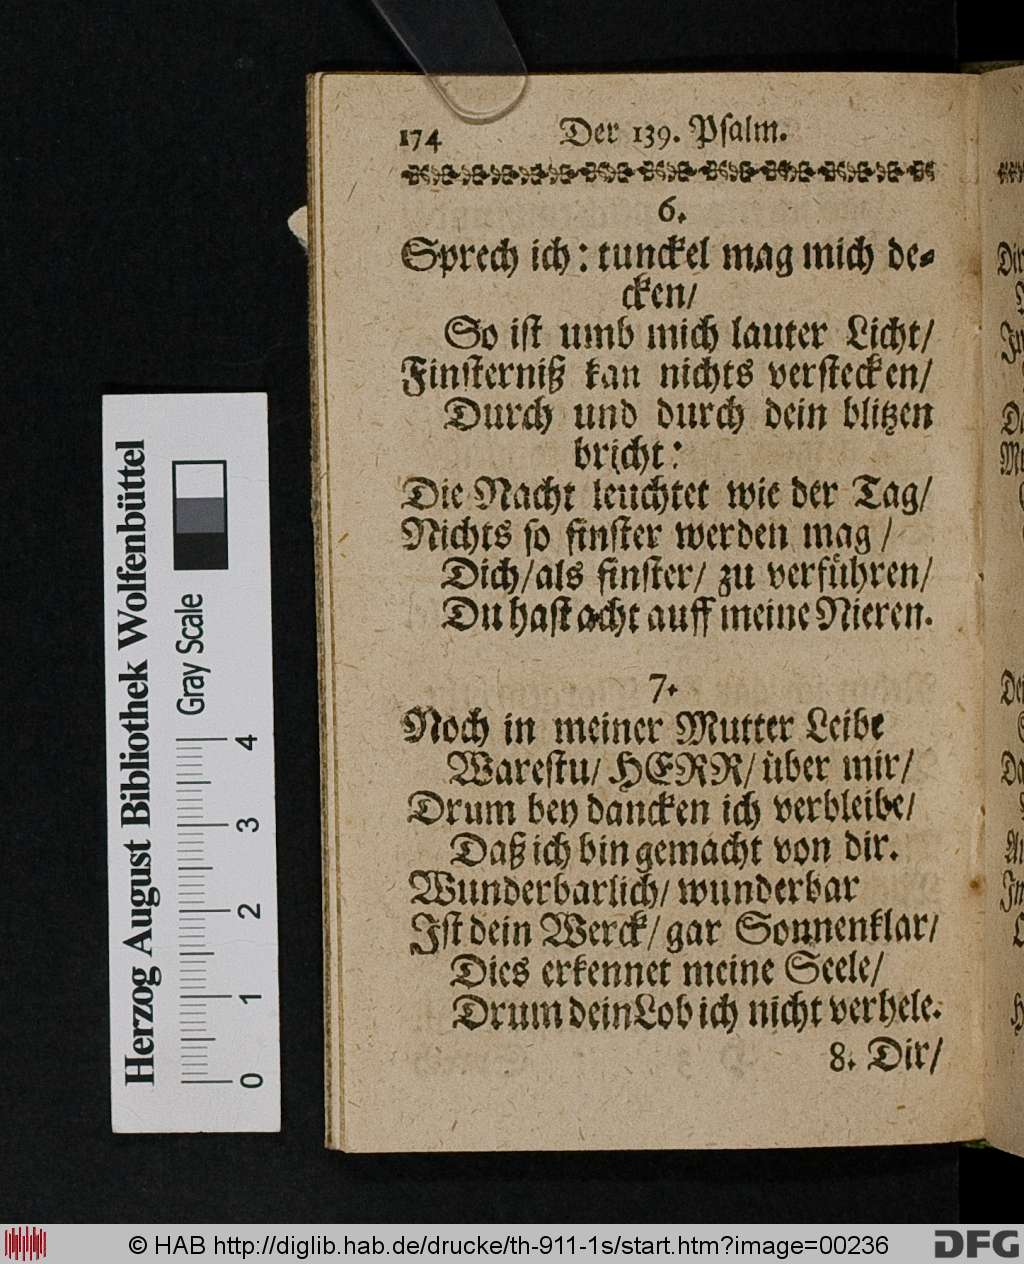 174 Der 139. Psalm.
6.
Sprech ich: tunckel mag mich de-
cken/
So ist umb mich lauter Licht/
Finsterniß kan nichts verstecken/
Durch und durch dein blitzen
bricht:
Die Nacht leuchtet wie der Tag/
Nichts so finster werden mag /
Dich/als finster/ zu verführen/
Du hast acht auff meine Nieren.
7.
Noch in meiner Mutter Leibe
Warestu/ HERR/ über mir/
Drum bey dancken ich verbleibe/
Daß ich bin gemacht von dir.
Wunderbarlich/ wunderbar
Ist dein Werck/ gar Sonnenklar/
Dies erkennet meine Seele/
Drum dein Lob ich nicht verhele.
8. Dir/
Herzog August Bibliothek Wolfenbüttel
Gray Scale
0 1 2 3 4
© HAB http://diglib.hab.de/drucke/th-911-1s/start.htm?image=00236
DFG